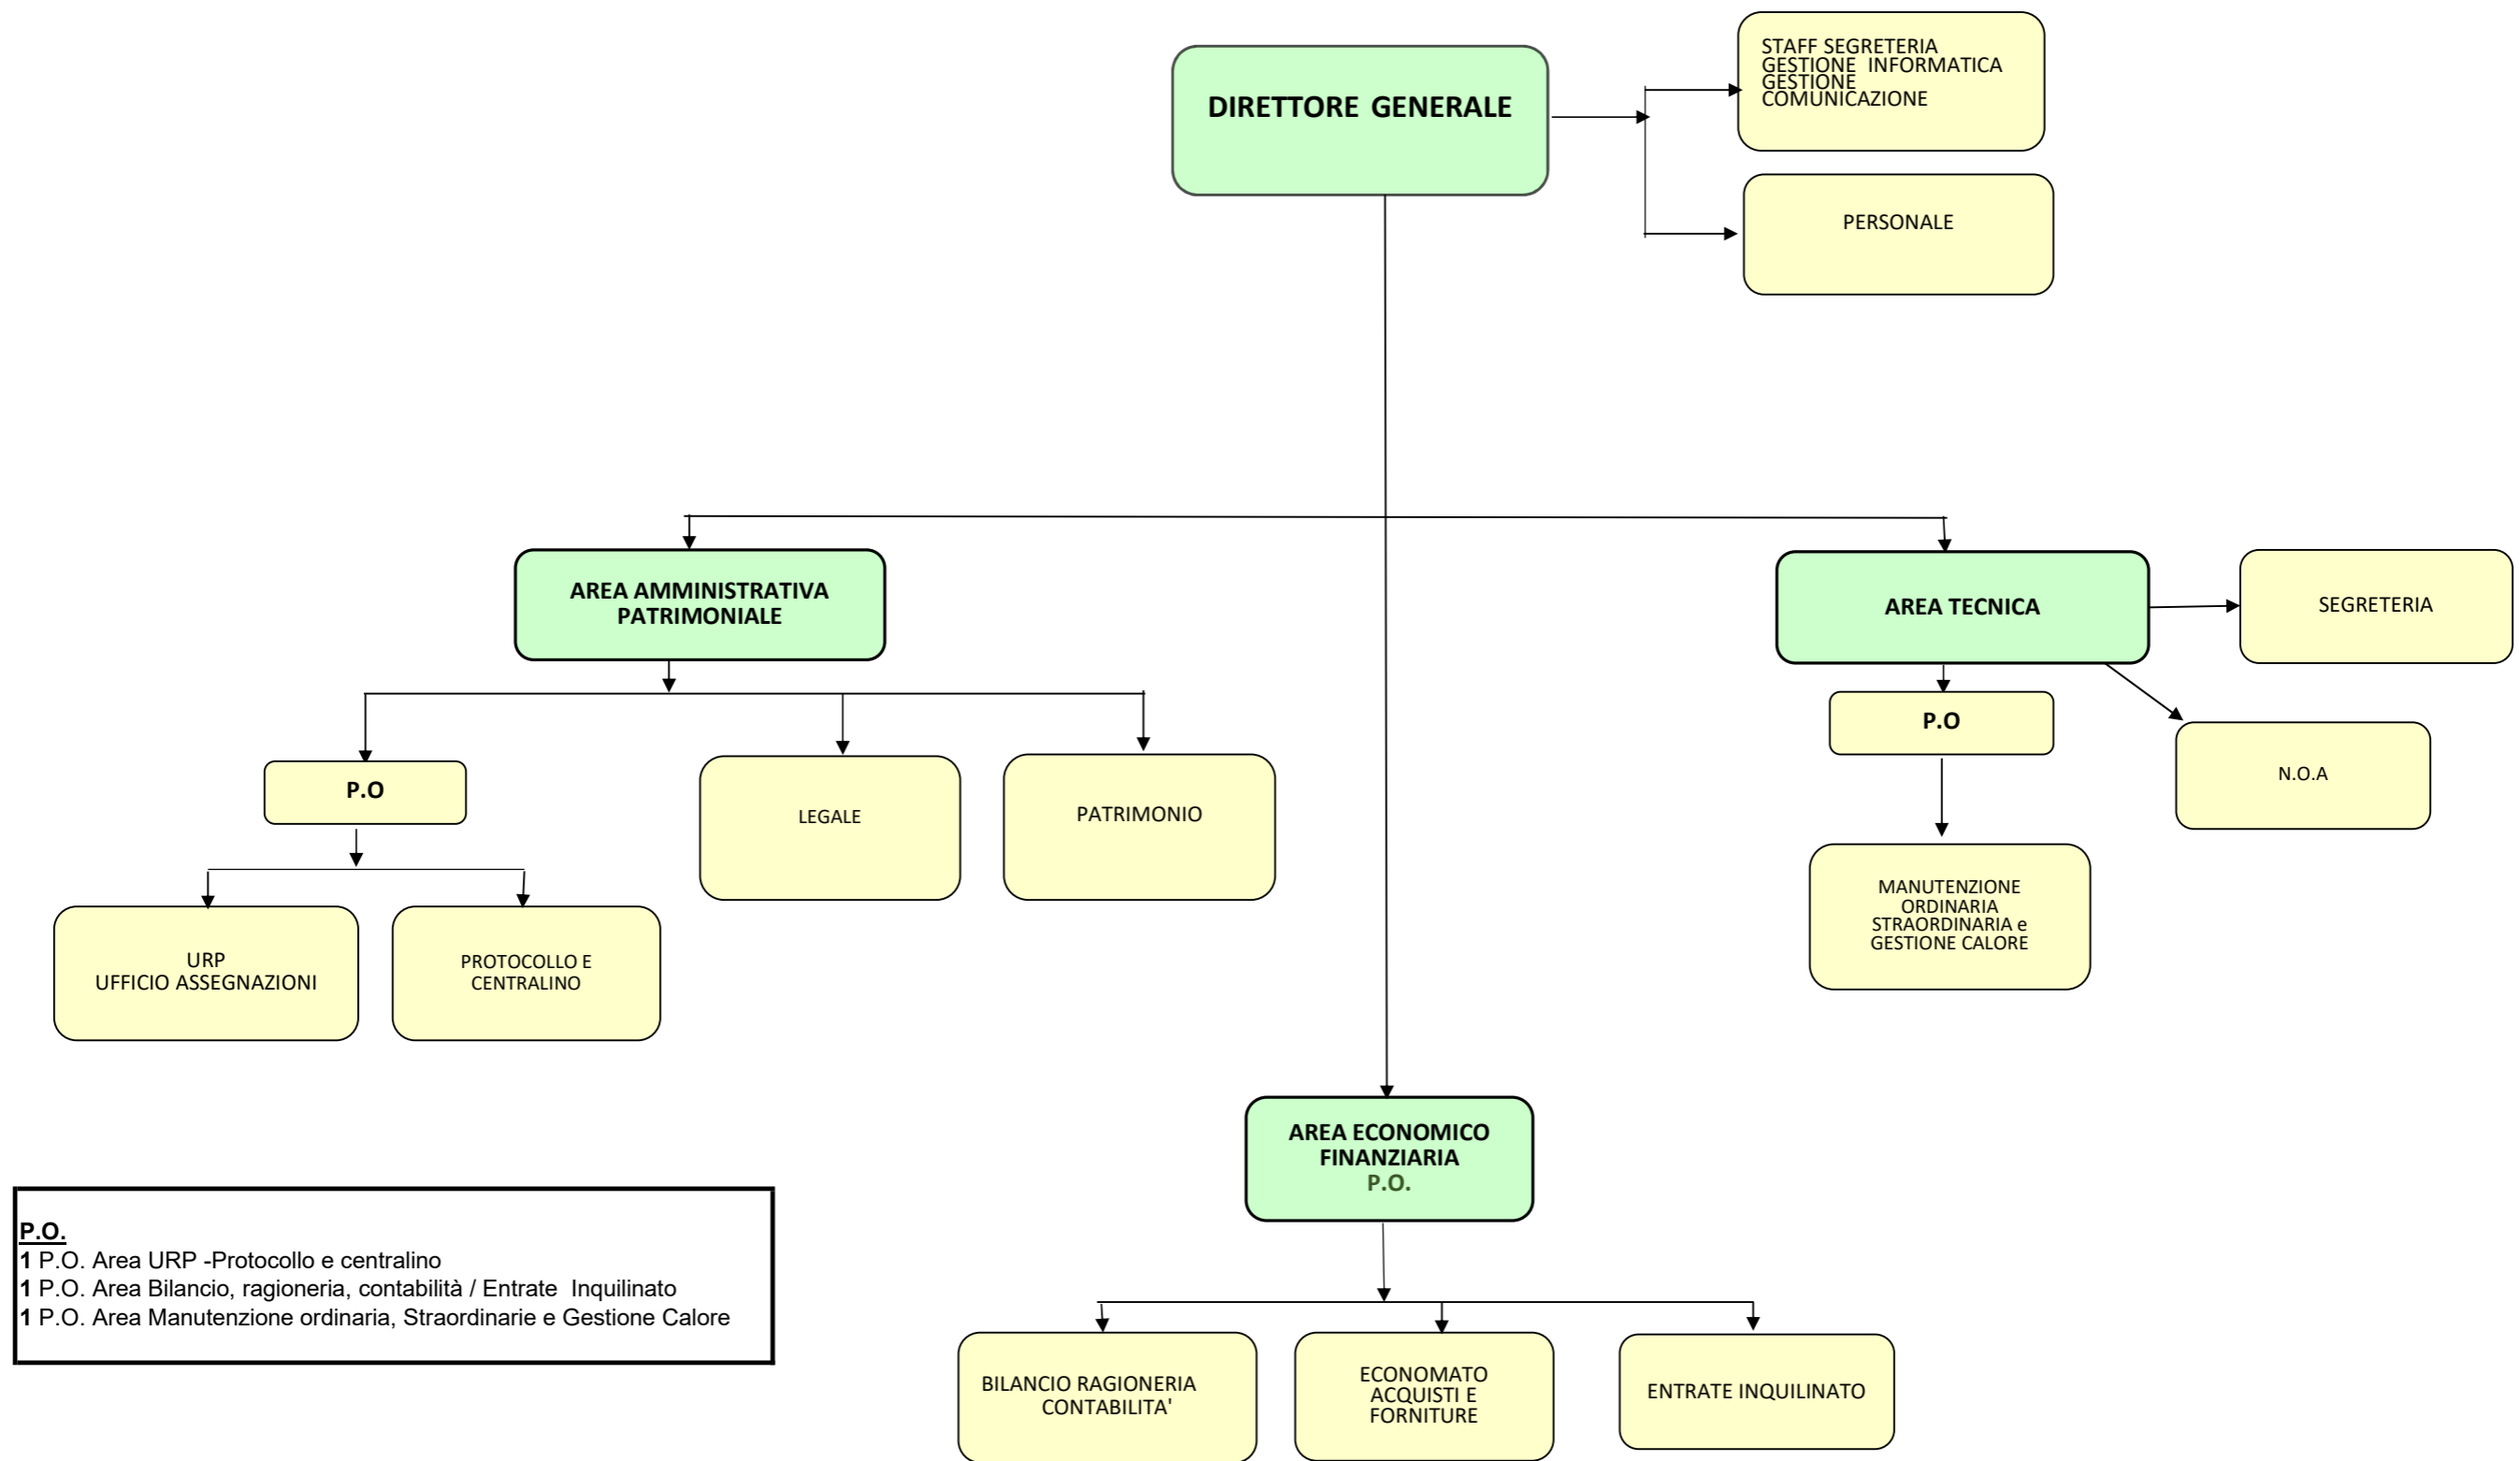 DIRETTORE GENERALE
STAFF SEGRETERIA
GESTIONE INFORMATICA
GESTIONE
COMUNICAZIONE
PERSONALE
AREA AMMINISTRATIVA
PATRIMONIALE
AREA TECNICA
SEGRETERIA
P.O
N.O.A
P.O
LEGALE
PATRIMONIO
MANUTENZIONE
ORDINARIA
STRAORDINARIA e
GESTIONE CALORE
URP
UFFICIO ASSEGNAZIONI
PROTOCOLLO E
CENTRALINO
AREA ECONOMICO
FINANZIARIA
P.O.
P.O.
1 P.O. Area URP -Protocollo e centralino
1 P.O. Area Bilancio, ragioneria, contabilità / Entrate Inquilinato
1 P.O. Area Manutenzione ordinaria, Straordinarie e Gestione Calore
BILANCIO RAGIONERIA
CONTABILITA'
ECONOMATO
ACQUISTI E
FORNITURE
ENTRATE INQUILINATO